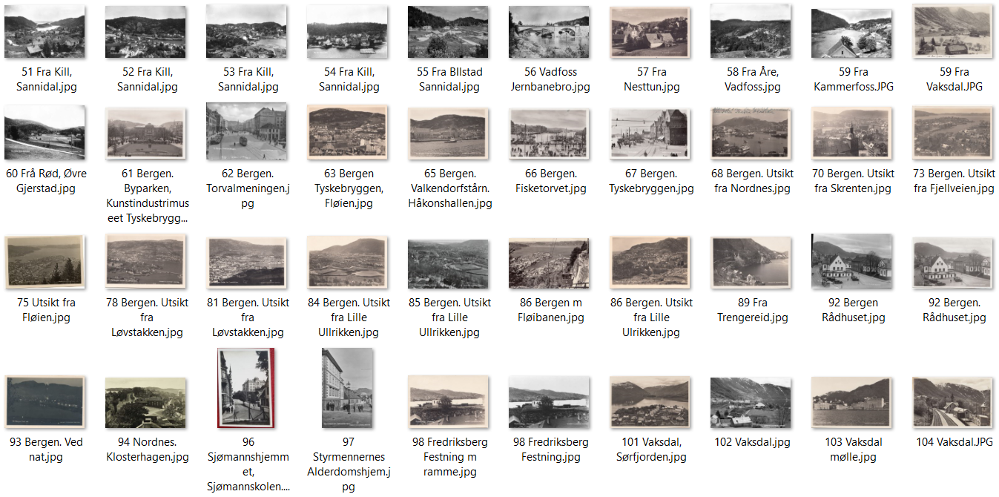 51 Fra Kill,
Sannidal.jpg
52 Fra Kill,
Sannidal.jpg
53 Fra Kill,
Sannidal.jpg
54 Fra Kill,
Sannidal.jpg
55 Fra BIlstad
Sannidal.jpg
56 Vadfoss
Jernbanebro.jpg
57 Fra
Nesttun.jpg
58 Fra Åre,
Vadfoss.jpg
59 Fra
Kammerfoss.JPG
59 Fra
Vaksdal.JPG
60 Frå Rød, Øvre
Gjerstad.jpg
61 Bergen.
Byparken,
Kunstindustrimus
eet Tyskebrygg...
62 Bergen.
Torvalmeningen.j
pg
63 Bergen
Tyskebryggen,
Fløien.jpg
65 Bergen.
Valkendorfstårn.
Håkonshallen.jpg
66 Bergen.
Fisketorvet.jpg
67 Bergen.
Tyskebryggen.jpg
68 Bergen. Utsikt
fra Nordnes.jpg
70 Bergen. Utsikt
fra Skrenten.jpg
73 Bergen. Utsikt
fra Fjellveien.jpg
75 Utsikt fra
Fløien.jpg
78 Bergen. Utsikt
fra
Løvstakken.jpg
81 Bergen. Utsikt
fra
Løvstakken.jpg
84 Bergen. Utsikt
fra Lille
Ullrikken.jpg
85 Bergen. Utsikt
fra Lille
Ullrikken.jpg
86 Bergen m
Fløibanen.jpg
86 Bergen. Utsikt
fra Lille
Ulrikken.jpg
89 Fra
Trengereid.jpg
92 Bergen
Rådhuset.jpg
92 Bergen.
Rådhuset.jpg
93 Bergen. Ved
nat.jpg
94 Nordnes.
Klosterhagen.jpg
96
Sjømannshjemm
et,
Sjømannskolen....
97
Styrmennernes
Alderdomshjem.j
pg
98 Fredriksberg
Festning m
ramme.jpg
98 Fredriksberg
Festning.jpg
101 Vaksdal,
Sørfjorden.jpg
102 Vaksdal.jpg
103 Vaksdal
mølle.jpg
104 Vaksdal.JPG